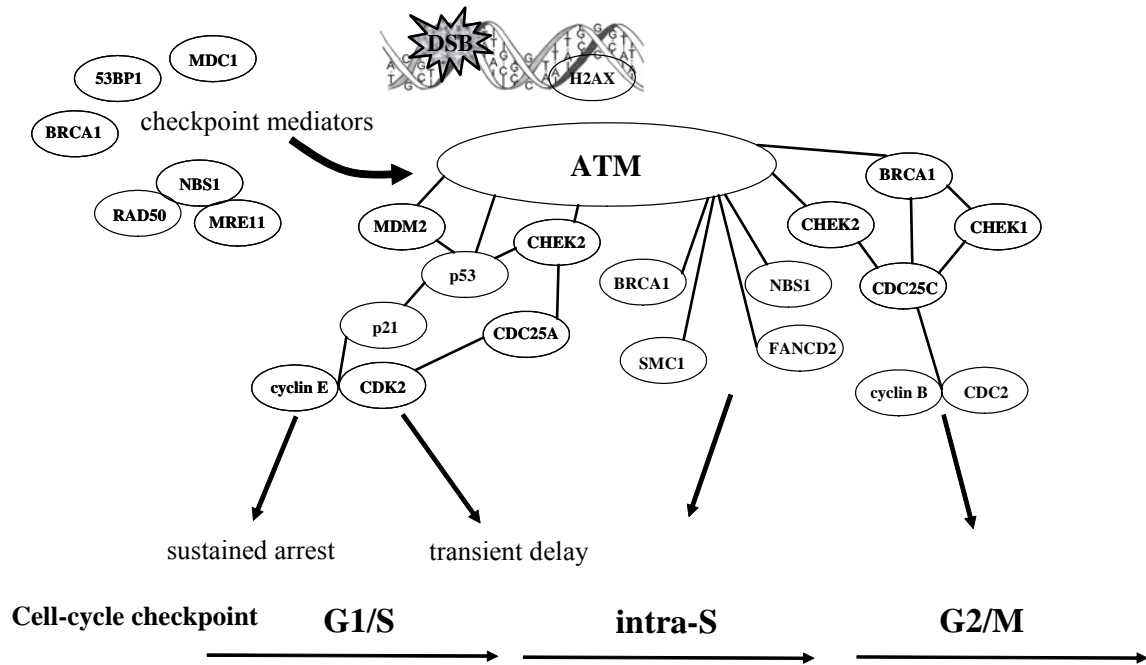 DSB
H2AX
MDC1
53BP1
BRCA1
checkpoint mediators
NBS1
RAD50
MRE11
ATM
MDM2
p53
CHEK2
p21
CDC25A
cyclin E
CDK2
BRCA1
NBS1
SMC1
FANCD2
BRCA1
CHEK2
CHEK1
CDC25C
cyclin B
CDC2
sustained arrest
transient delay
Cell-cycle checkpoint
G1/S
intra-S
G2/M